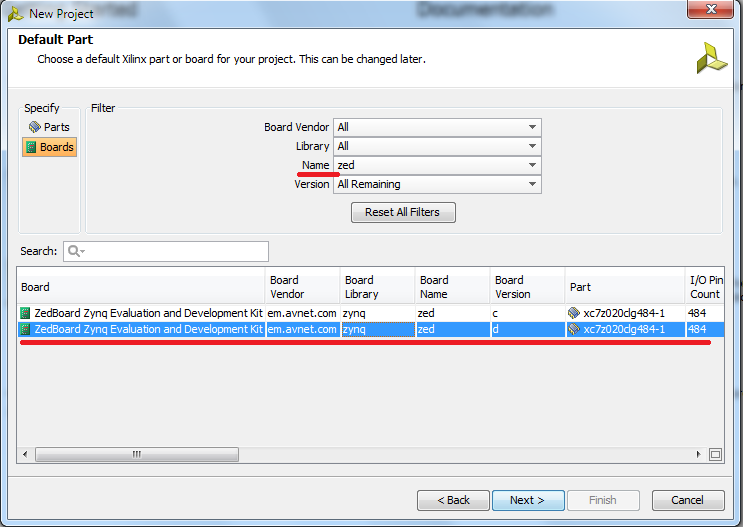 New Project
Default Part
Choose a default Xilinx part or board for your project. This can be changed later.
Specify
Filter
Parts
Boards
Board Vendor All
Library All
Name zed
Version All Remaining
Reset All Filters
Search:
Board Board Vendor Board Library Board Name Board Version Part I/O Pin Count
ZedBoard Zynq Evaluation and Development Kit em.avnet.com zynq zed c xc7z020clg484-1 484
ZedBoard Zynq Evaluation and Development Kit em.avnet.com zynq zed d xc7z020clg484-1 484
< Back Next > Finish Cancel